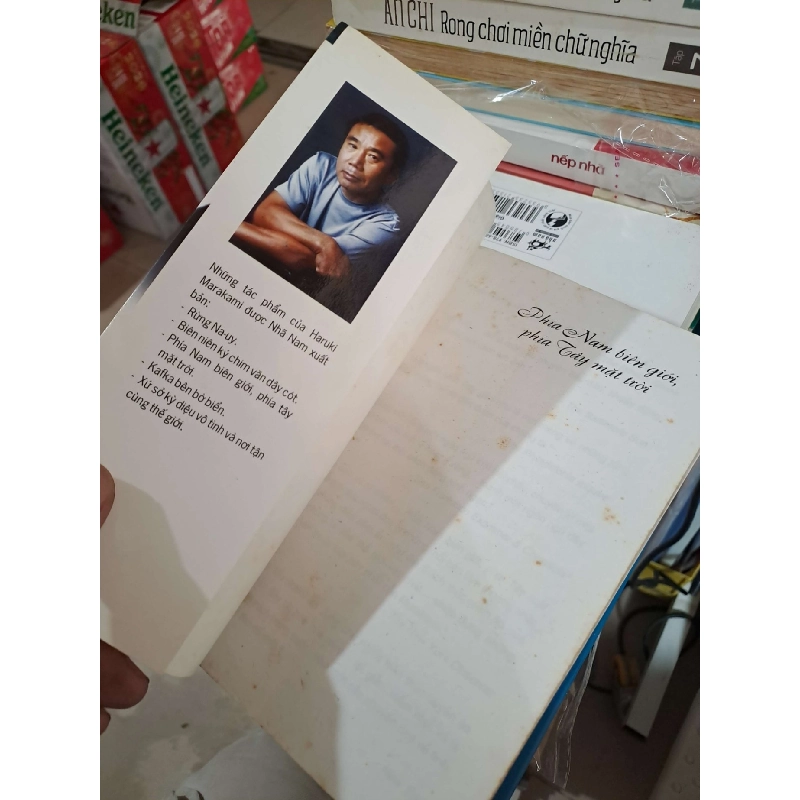 Heineken
Heineken
AN CHI Rong chơi miền chữ nghĩa
Tập
nếp nhà
Những tác phẩm của Haruki
Marakami được Nhã Nam xuất
bản:
- Rừng Na-uy.
- Biên niên ký chim vặn dây cót.
- Phía Nam biên giới, phía tây
mặt trời.
- Kafka bên bờ biển.
- Xứ sở kỳ diệu vô tình và nơi tận
cùng thế giới.
Phía Nam biên giới,
phía Tây mặt trời